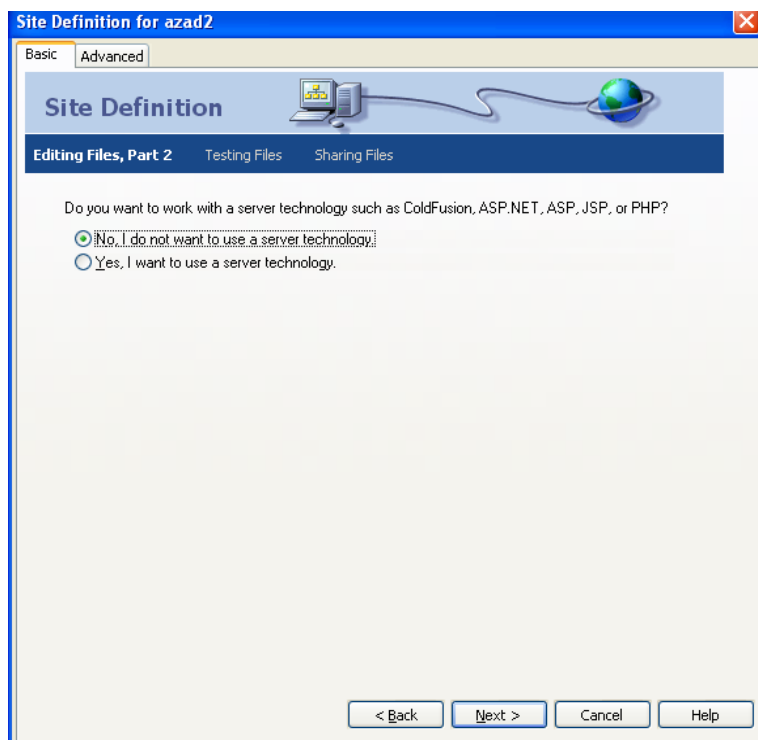 Site Definition for azad2
Basic Advanced
Site Definition
Editing Files, Part 2 Testing Files Sharing Files
Do you want to work with a server technology such as ColdFusion, ASP.NET, ASP, JSP, or PHP?
No, I do not want to use a server technology.
Yes, I want to use a server technology.
< Back Next > Cancel Help